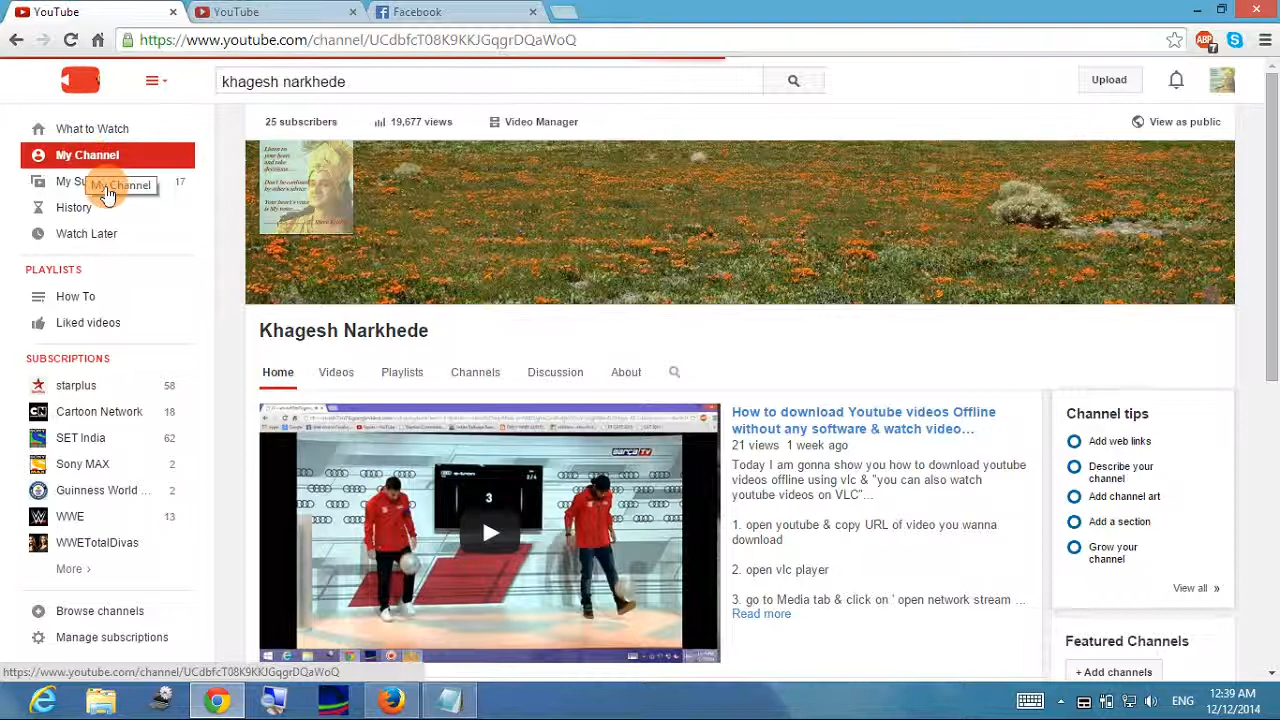 YouTube
YouTube
Facebook
https://www.youtube.com/channel/UCdbfcT08K9KKJGqgrDQaWoQ
ABP
7
khagesh narkhede
Upload
25 subscribers
19,677 views
Video Manager
View as public
What to Watch
My Channel
My Su
My Channel
17
History
Watch Later
PLAYLISTS
How To
Liked videos
SUBSCRIPTIONS
starplus 58
Cartoon Network 18
SET India 62
Sony MAX 2
Guinness World ... 2
WWE 13
WWETotalDivas
More ›
Browse channels
Manage subscriptions
Khagesh Narkhede
Home Videos Playlists Channels Discussion About
3
How to download Youtube videos Offline
without any software & watch video...
21 views 1 week ago
Today I am gonna show you how to download youtube
videos offline using vlc & "you can also watch
youtube videos on VLC"...
1. open youtube & copy URL of video you wanna
download
2. open vlc player
3. go to Media tab & click on ' open network stream ...
Read more
Channel tips
Add web links
Describe your
channel
Add channel art
Add a section
Grow your
channel
View all »
Featured Channels
+ Add channels
https://www.youtube.com/channel/UCdbfcT08K9KKJGqgrDQaWoQ
ENG
12:39 AM
12/12/2014